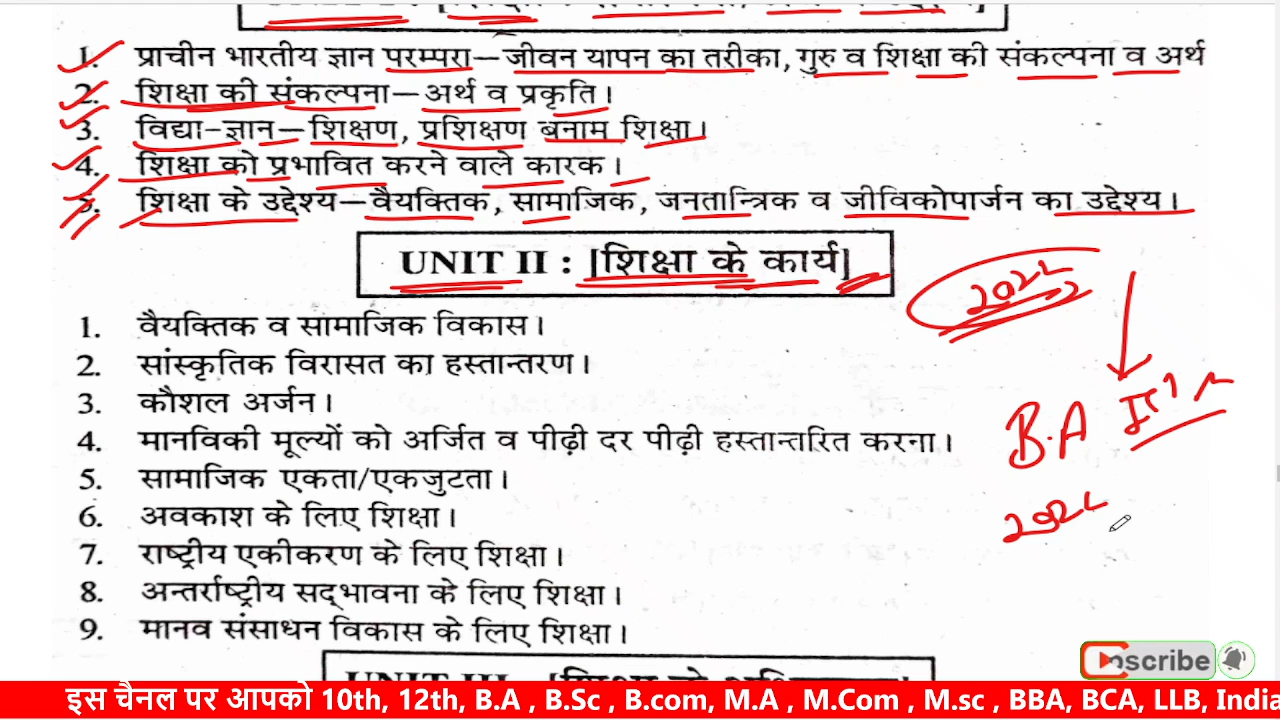 1. प्राचीन भारतीय ज्ञान परम्परा—जीवन यापन का तरीका, गुरु व शिक्षा की संकल्पना व अर्थ
2. शिक्षा की संकल्पना—अर्थ व प्रकृति।
3. विद्या-ज्ञान—शिक्षण, प्रशिक्षण बनाम शिक्षा।
4. शिक्षा को प्रभावित करने वाले कारक।
5. शिक्षा के उद्देश्य—वैयक्तिक, सामाजिक, जनतान्त्रिक व जीविकोपार्जन का उद्देश्य।
UNIT II : [शिक्षा के कार्य]
1. वैयक्तिक व सामाजिक विकास।
2. सांस्कृतिक विरासत का हस्तान्तरण।
3. कौशल अर्जन।
4. मानविकी मूल्यों को अर्जित व पीढ़ी दर पीढ़ी हस्तान्तरित करना।
B.A
5. सामाजिक एकता/एकजुटता।
6. अवकाश के लिए शिक्षा।
7. राष्ट्रीय एकीकरण के लिए शिक्षा।
8. अन्तर्राष्ट्रीय सद्भावना के लिए शिक्षा।
9. मानव संसाधन विकास के लिए शिक्षा।
scribe
इस चैनल पर आपको 10th, 12th, B.A , B.Sc , B.com, M.A , M.Com , M.sc , BBA, BCA, LLB, India